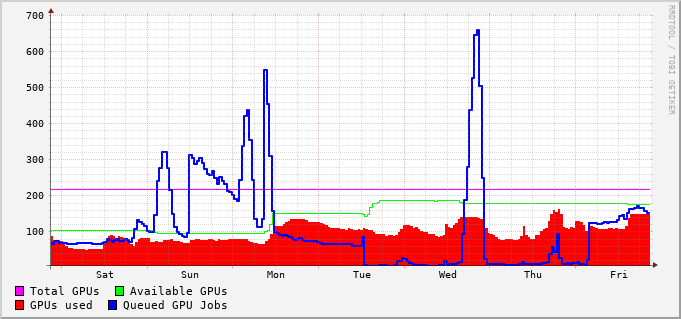 700
600
500
400
300
200
100
Sat Sun Mon Tue Wed Thu Fri
Total GPUs Available GPUs
GPUs used Queued GPU Jobs
RRDTOOL / TOBI OETIKER